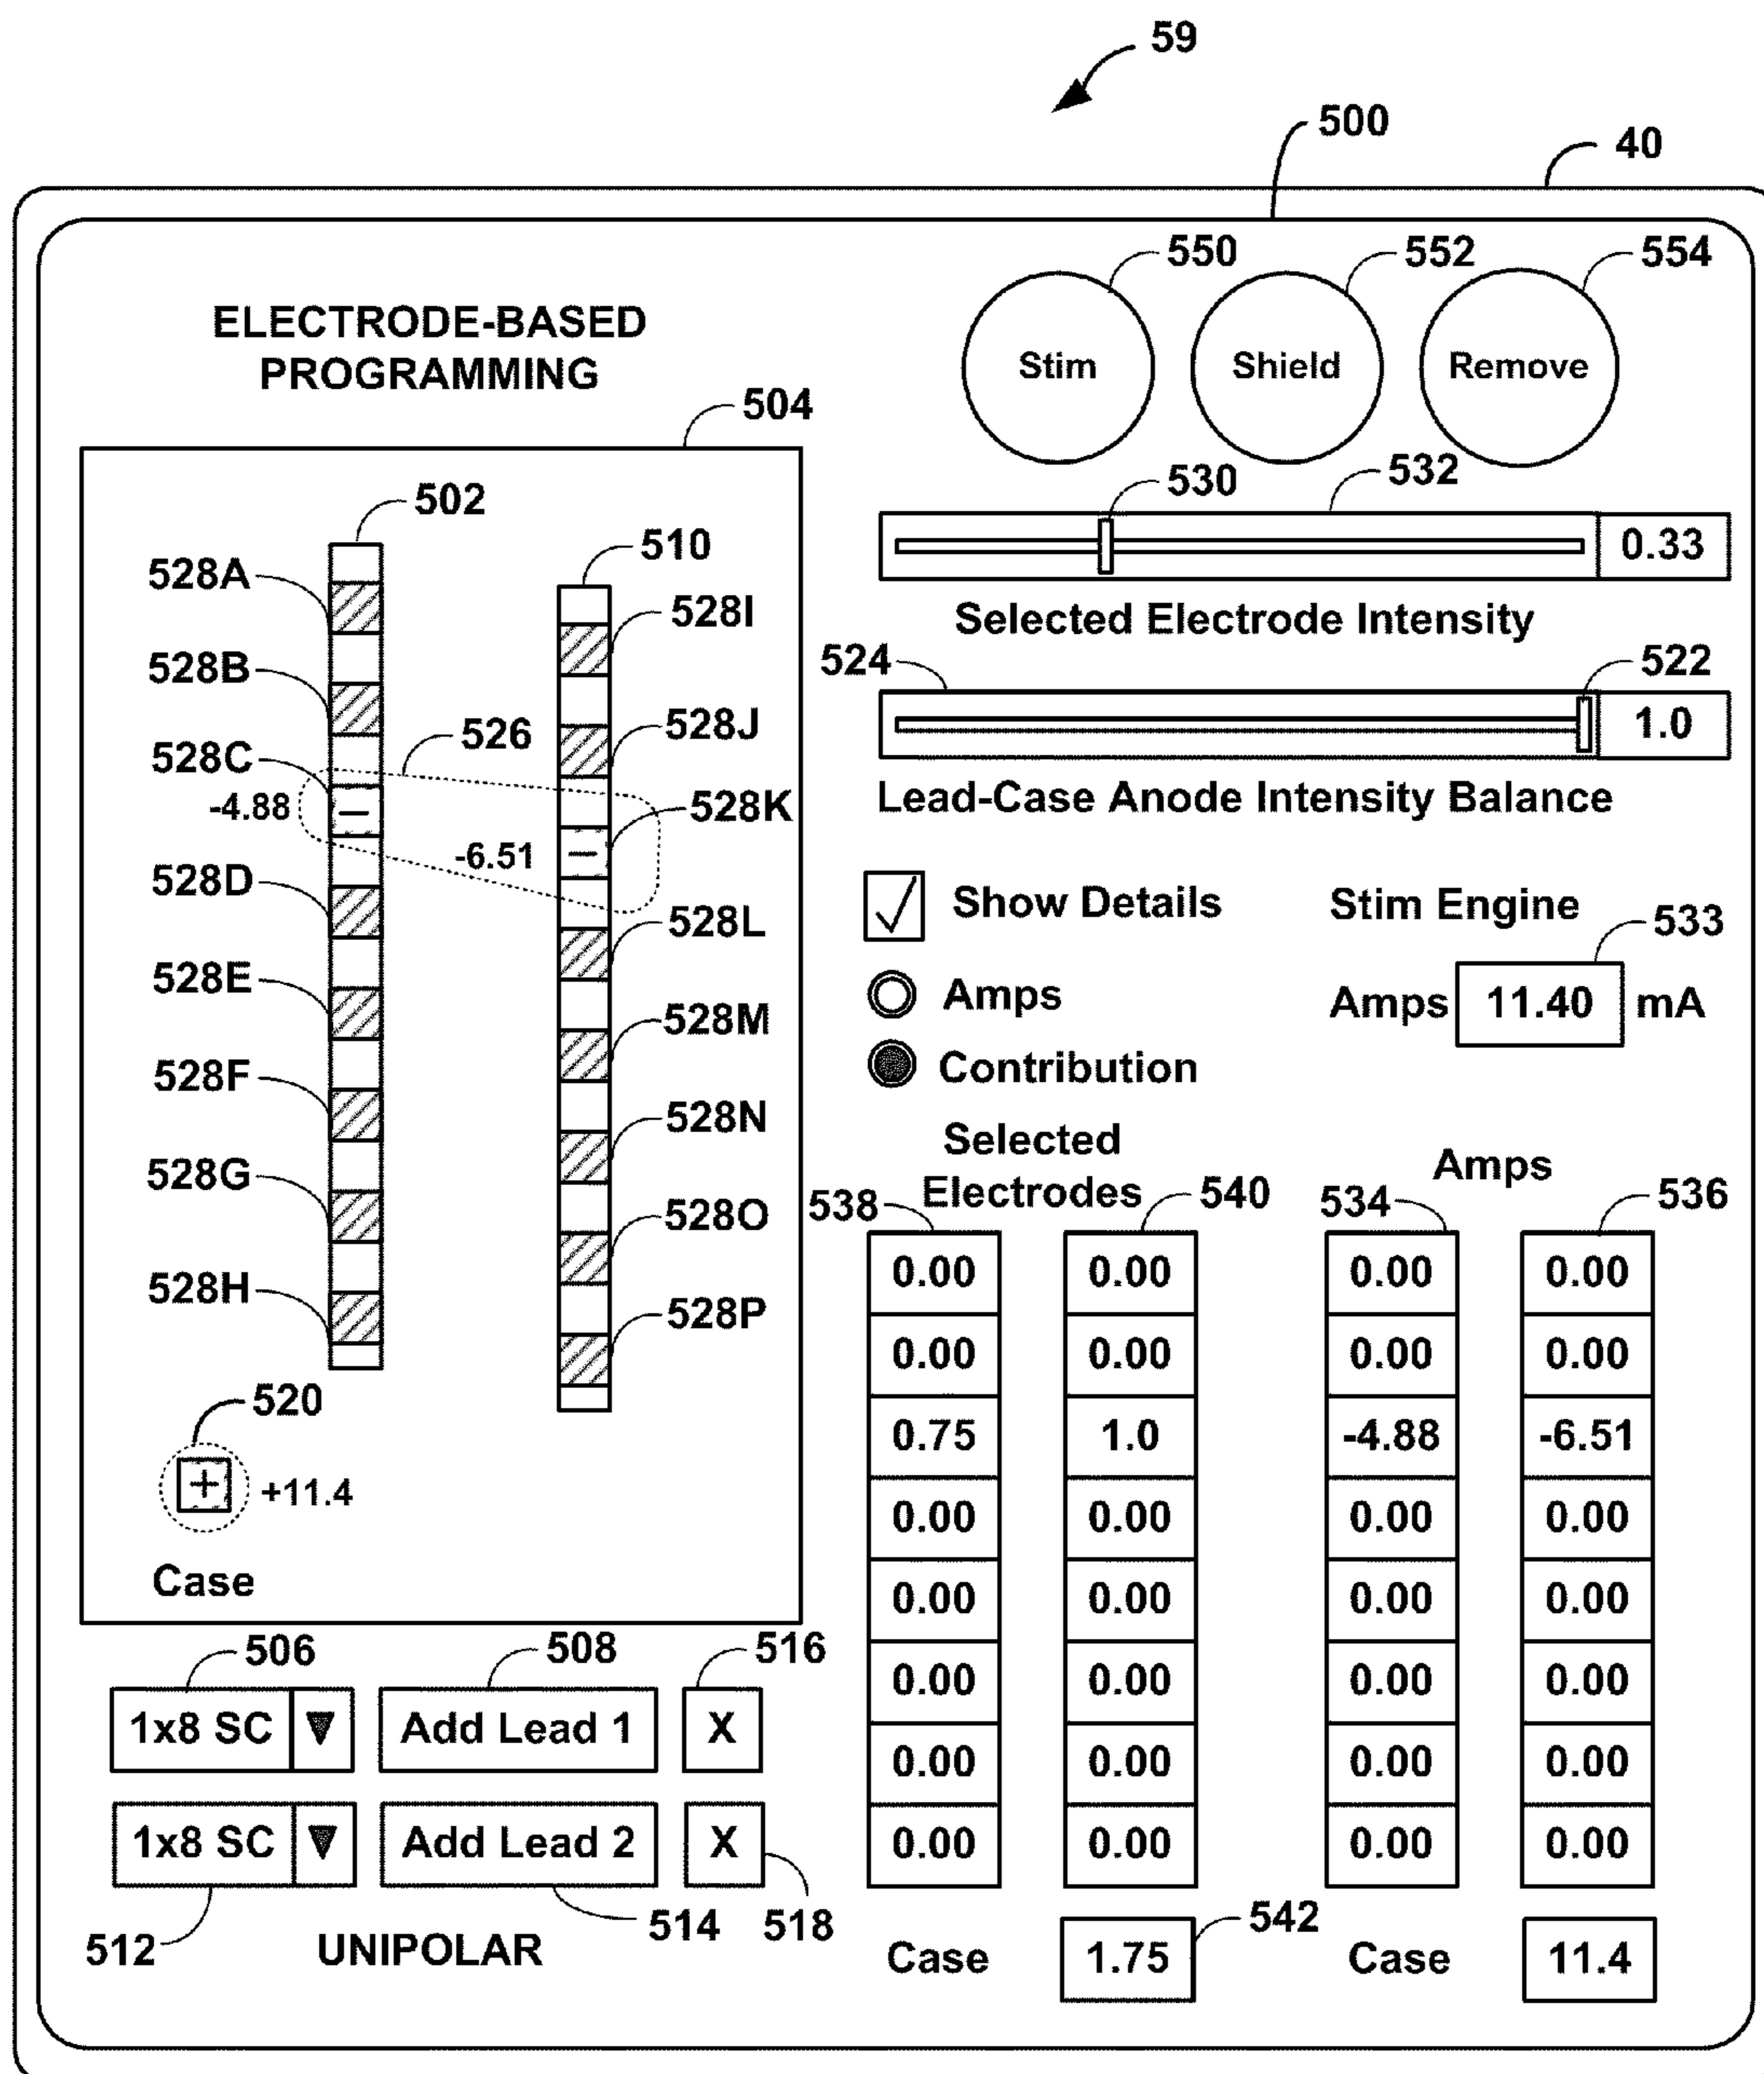 59
500
40
550
552
554
ELECTRODE-BASED
PROGRAMMING
Stim
Shield
Remove
504
502
510
528A
528B
528C
-4.88
528D
528E
528F
528G
528H
526
-6.51
528I
528J
528K
528L
528M
528N
528O
528P
520
+
+11.4
Case
530
532
0.33
Selected Electrode Intensity
524
522
1.0
Lead-Case Anode Intensity Balance
Show Details
Stim Engine
533
Amps
Amps 11.40 mA
Contribution
Selected
Electrodes
Amps
538
540
534
536
0.00 0.00 0.00 0.00
0.00 0.00 0.00 0.00
0.75 1.0 -4.88 -6.51
0.00 0.00 0.00 0.00
0.00 0.00 0.00 0.00
0.00 0.00 0.00 0.00
0.00 0.00 0.00 0.00
0.00 0.00 0.00 0.00
542
Case 1.75 Case 11.4
506
508
516
1x8 SC Add Lead 1 X
1x8 SC Add Lead 2 X
512
514
518
UNIPOLAR